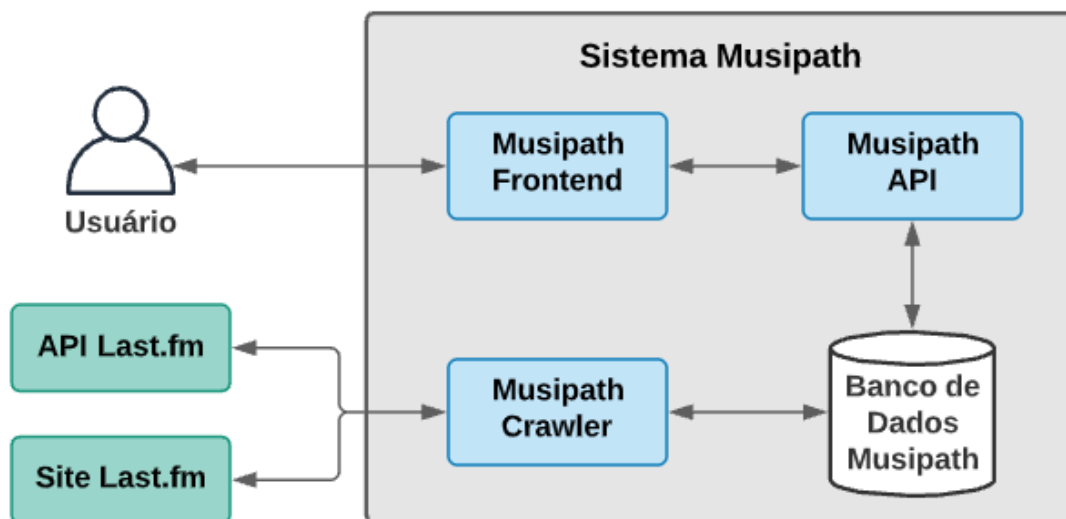 Sistema Musipath
Musipath
Frontend
Musipath
API
Usuário
API Last.fm
Site Last.fm
Musipath
Crawler
Banco de
Dados
Musipath